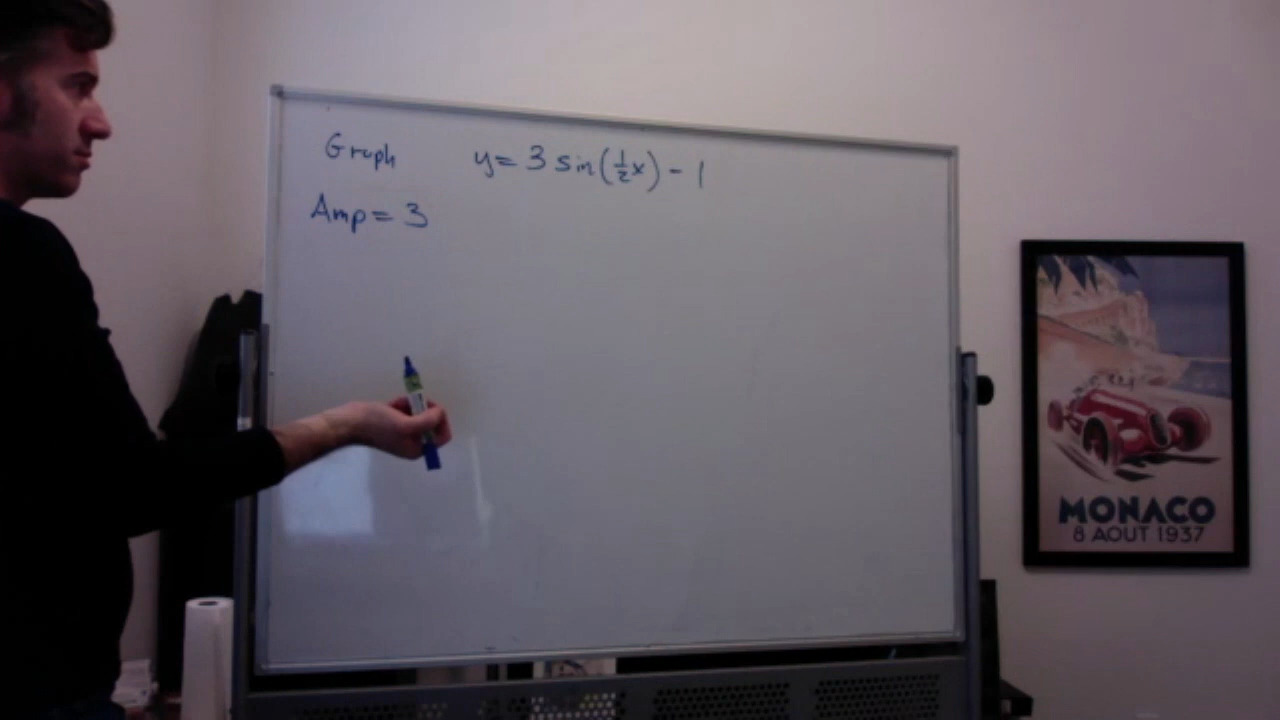 Graph y = 3 sin(½x) - 1
Amp = 3
MONACO
8 AOUT 1937